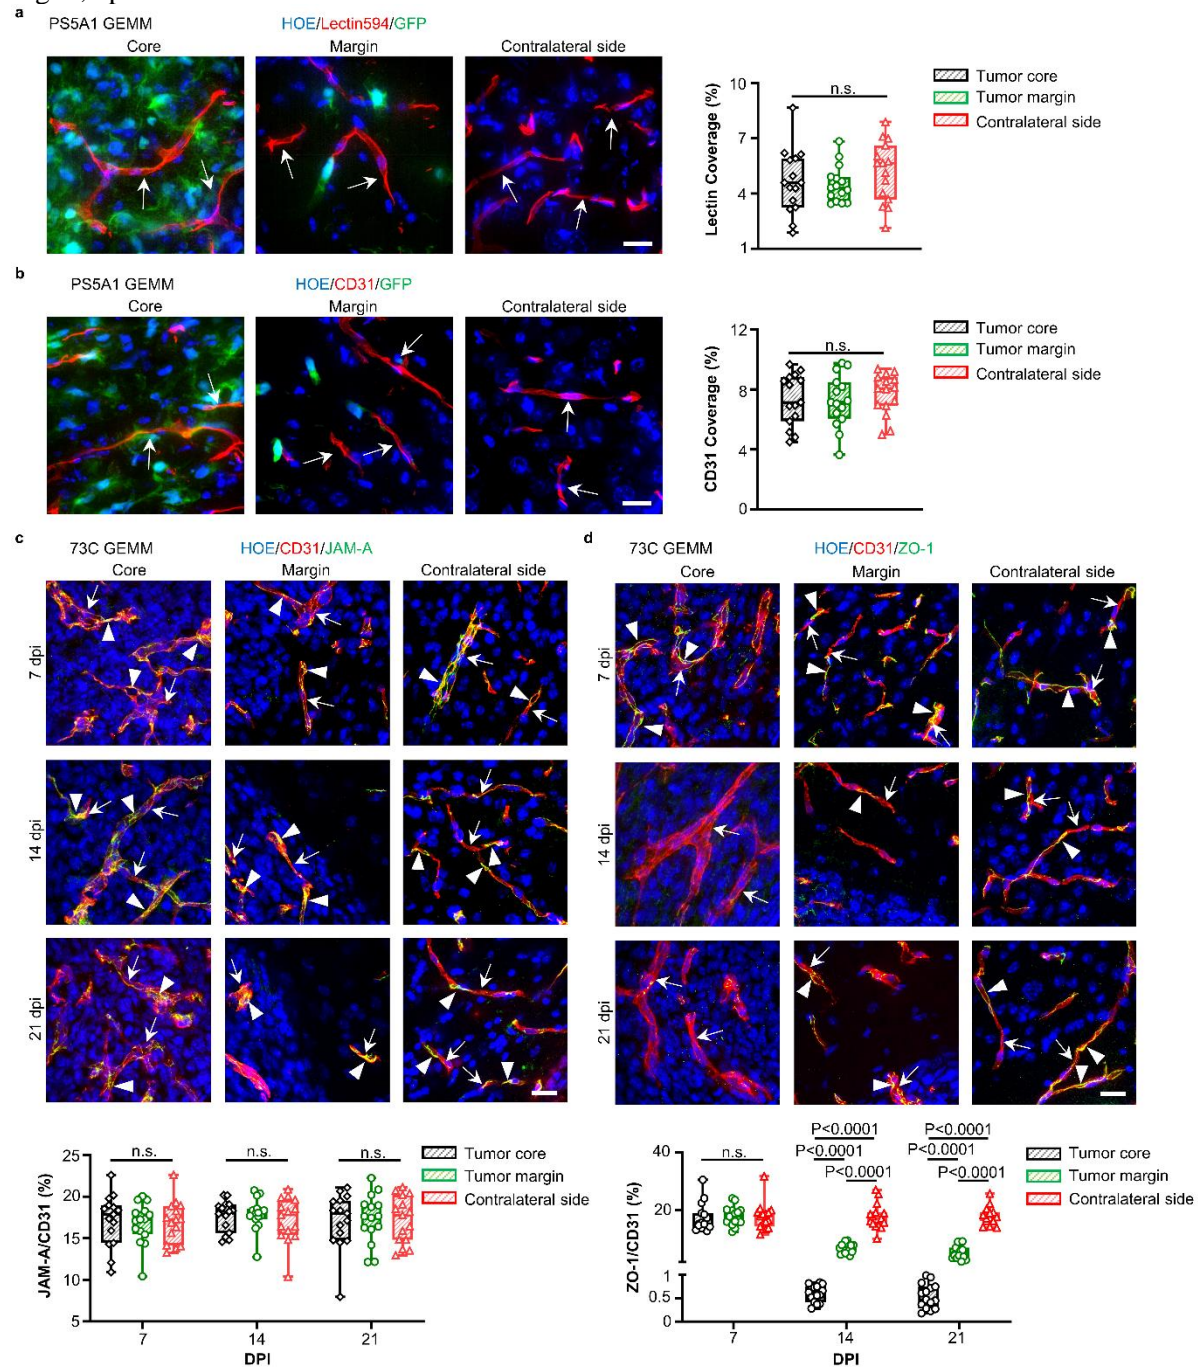 a
PS5A1 GEMM
HOE/Lectin594/GFP
Core
Margin
Contralateral side
Lectin Coverage (%)
10
7
4
1
n.s.
Tumor core
Tumor margin
Contralateral side
b
PS5A1 GEMM
HOE/CD31/GFP
Core
Margin
Contralateral side
CD31 Coverage (%)
12
8
4
0
n.s.
Tumor core
Tumor margin
Contralateral side
c
73C GEMM
HOE/CD31/JAM-A
Core
Margin
Contralateral side
7 dpi
14 dpi
21 dpi
JAM-A/CD31 (%)
25
20
15
10
5
n.s.
n.s.
n.s.
7
14
21
DPI
Tumor core
Tumor margin
Contralateral side
d
73C GEMM
HOE/CD31/ZO-1
Core
Margin
Contralateral side
7 dpi
14 dpi
21 dpi
ZO-1/CD31 (%)
40
20
1
0.5
0
n.s.
P<0.0001
P<0.0001
P<0.0001
P<0.0001
P<0.0001
P<0.0001
7
14
21
DPI
Tumor core
Tumor margin
Contralateral side